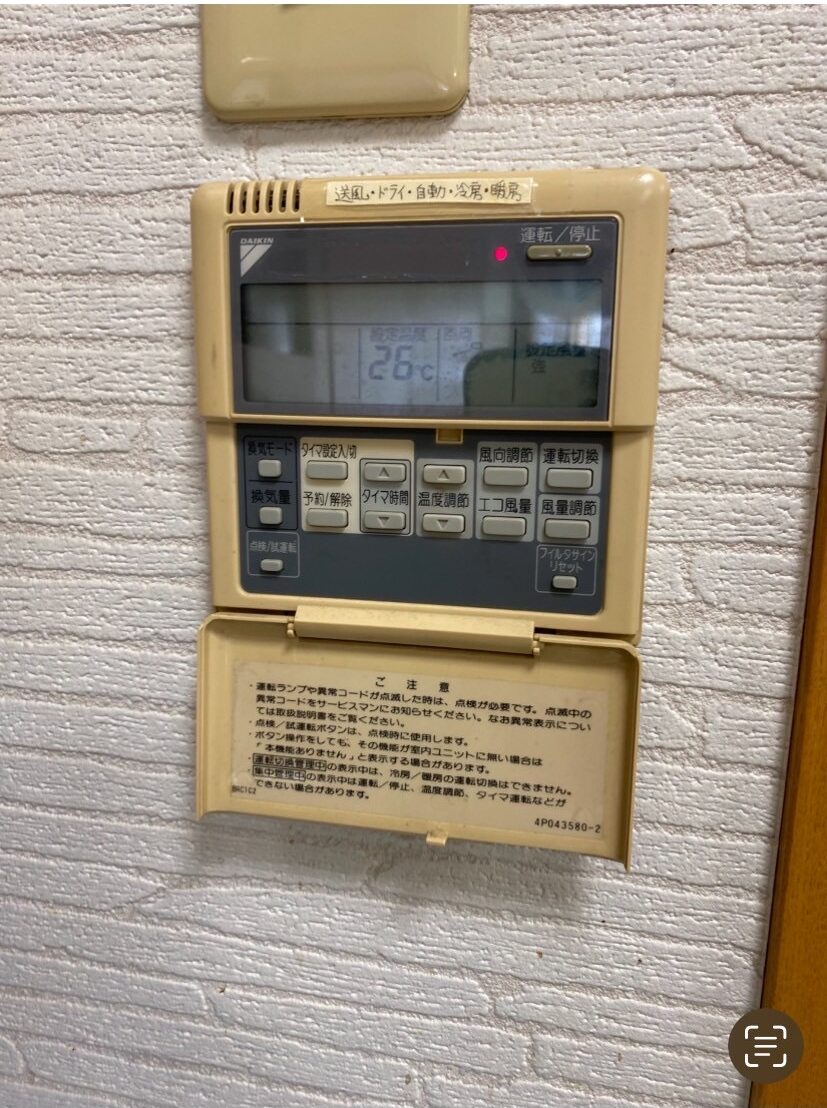 送風・ドライ・自動・冷房・暖房
DAIKIN
運転／停止
設定温度
26℃
強
換気モード
タイマ設定入/切
風向調節
運転切換
換気量
予約/解除
タイマ時間
温度調節
エコ風量
風量調節
点検/試運転
フィルタサイン
リセット
ご注意
・運転ランプや異常コードが点滅した時は、点検が必要です。点滅中の
異常コードをサービスマンにお知らせください。なお異常表示につい
ては取扱説明書をご覧ください。
・点検／試運転ボタンは、点検時に使用します。
・ボタン操作をしても、その機能が室内ユニットに無い場合は
「本機能ありません」と表示する場合があります。
・運転切換管理中の表示中は、冷房／暖房の運転切換はできません。
・集中管理中の表示中は運転／停止、温度調節、タイマ運転などが
できない場合があります。
BRC1C2
4P043580-2